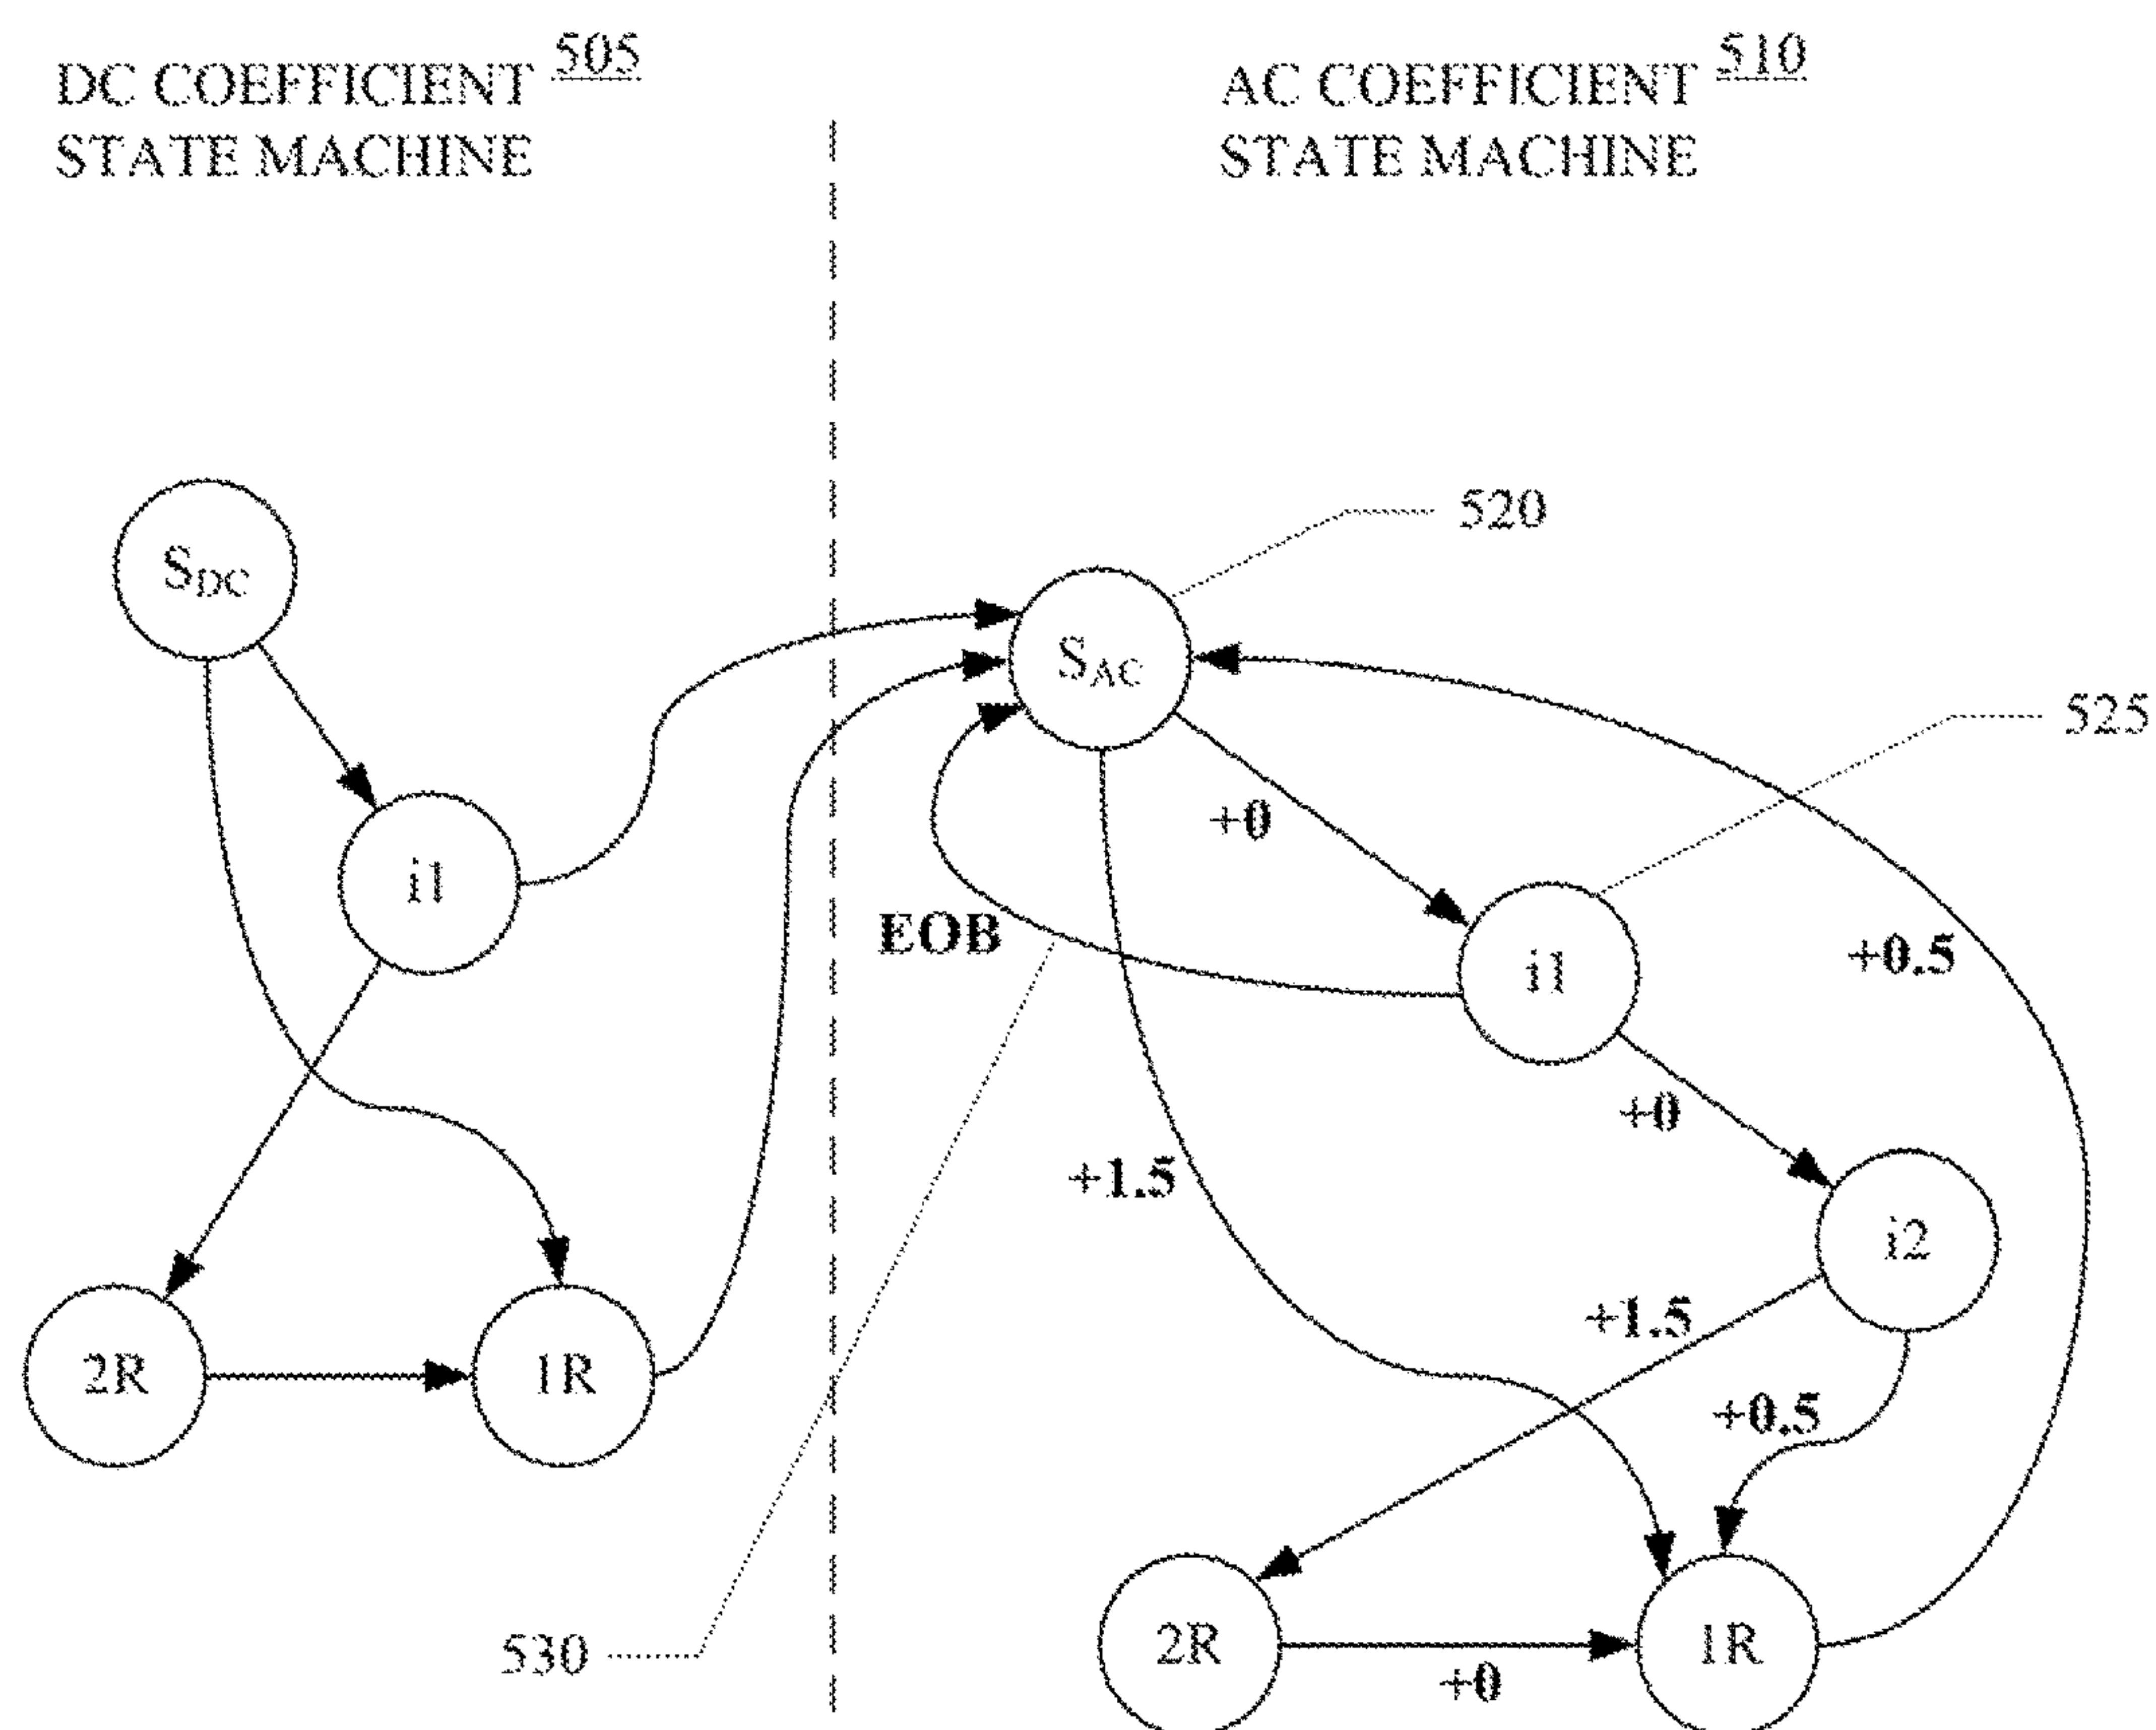 DC COEFFICIENT 505
STATE MACHINE
AC COEFFICIENT 510
STATE MACHINE
SDC
520
SAC
525
+0
i1
EOB
i1
+0.5
+0
+1.5
i2
+1.5
2R
1R
+0.5
530
2R
+0
1R